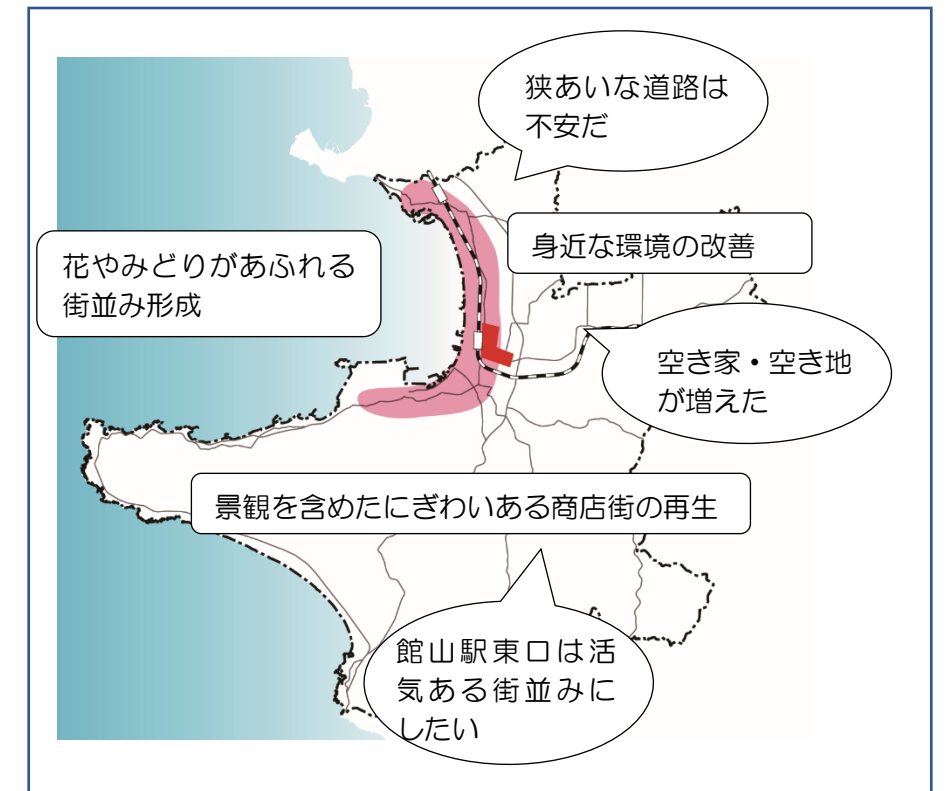 狭あいな道路は
不安だ
身近な環境の改善
花やみどりがあふれる
街並み形成
空き家・空き地
が増えた
景観を含めたにぎわいある商店街の再生
館山駅東口は活
気ある街並みに
したい